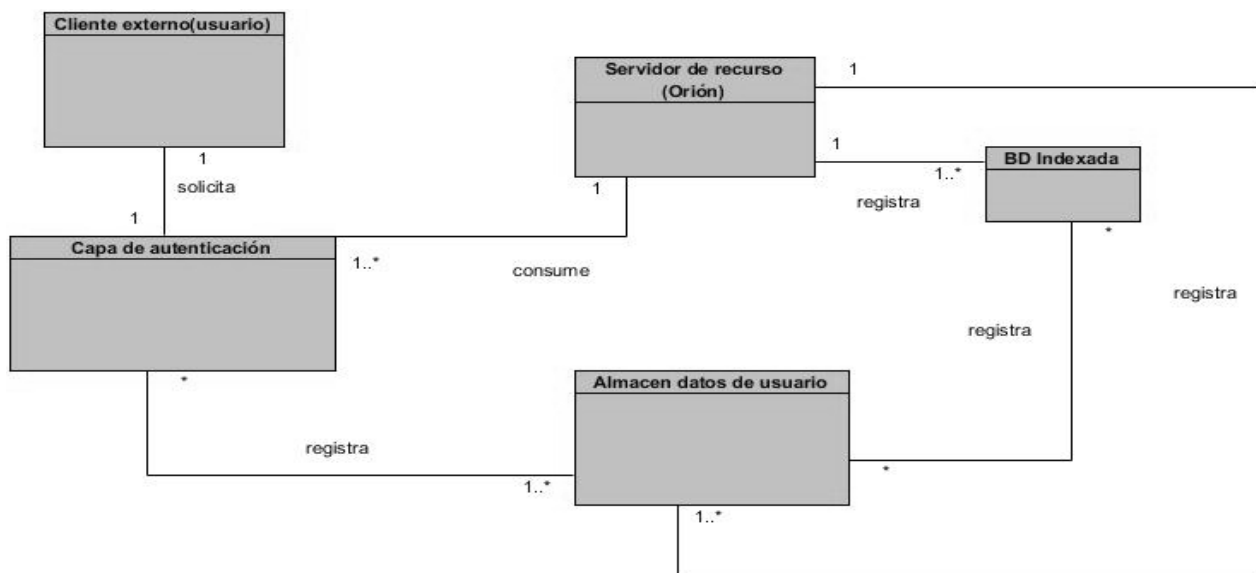 Cliente externo(usuario)
1
solicita
1
Capa de autenticación
1..*
consume
1
Servidor de recurso
(Orión)
1
1
1..*
registra
BD Indexada
*
registra
registra
*
registra
1..*
Almacen datos de usuario
*
1..*